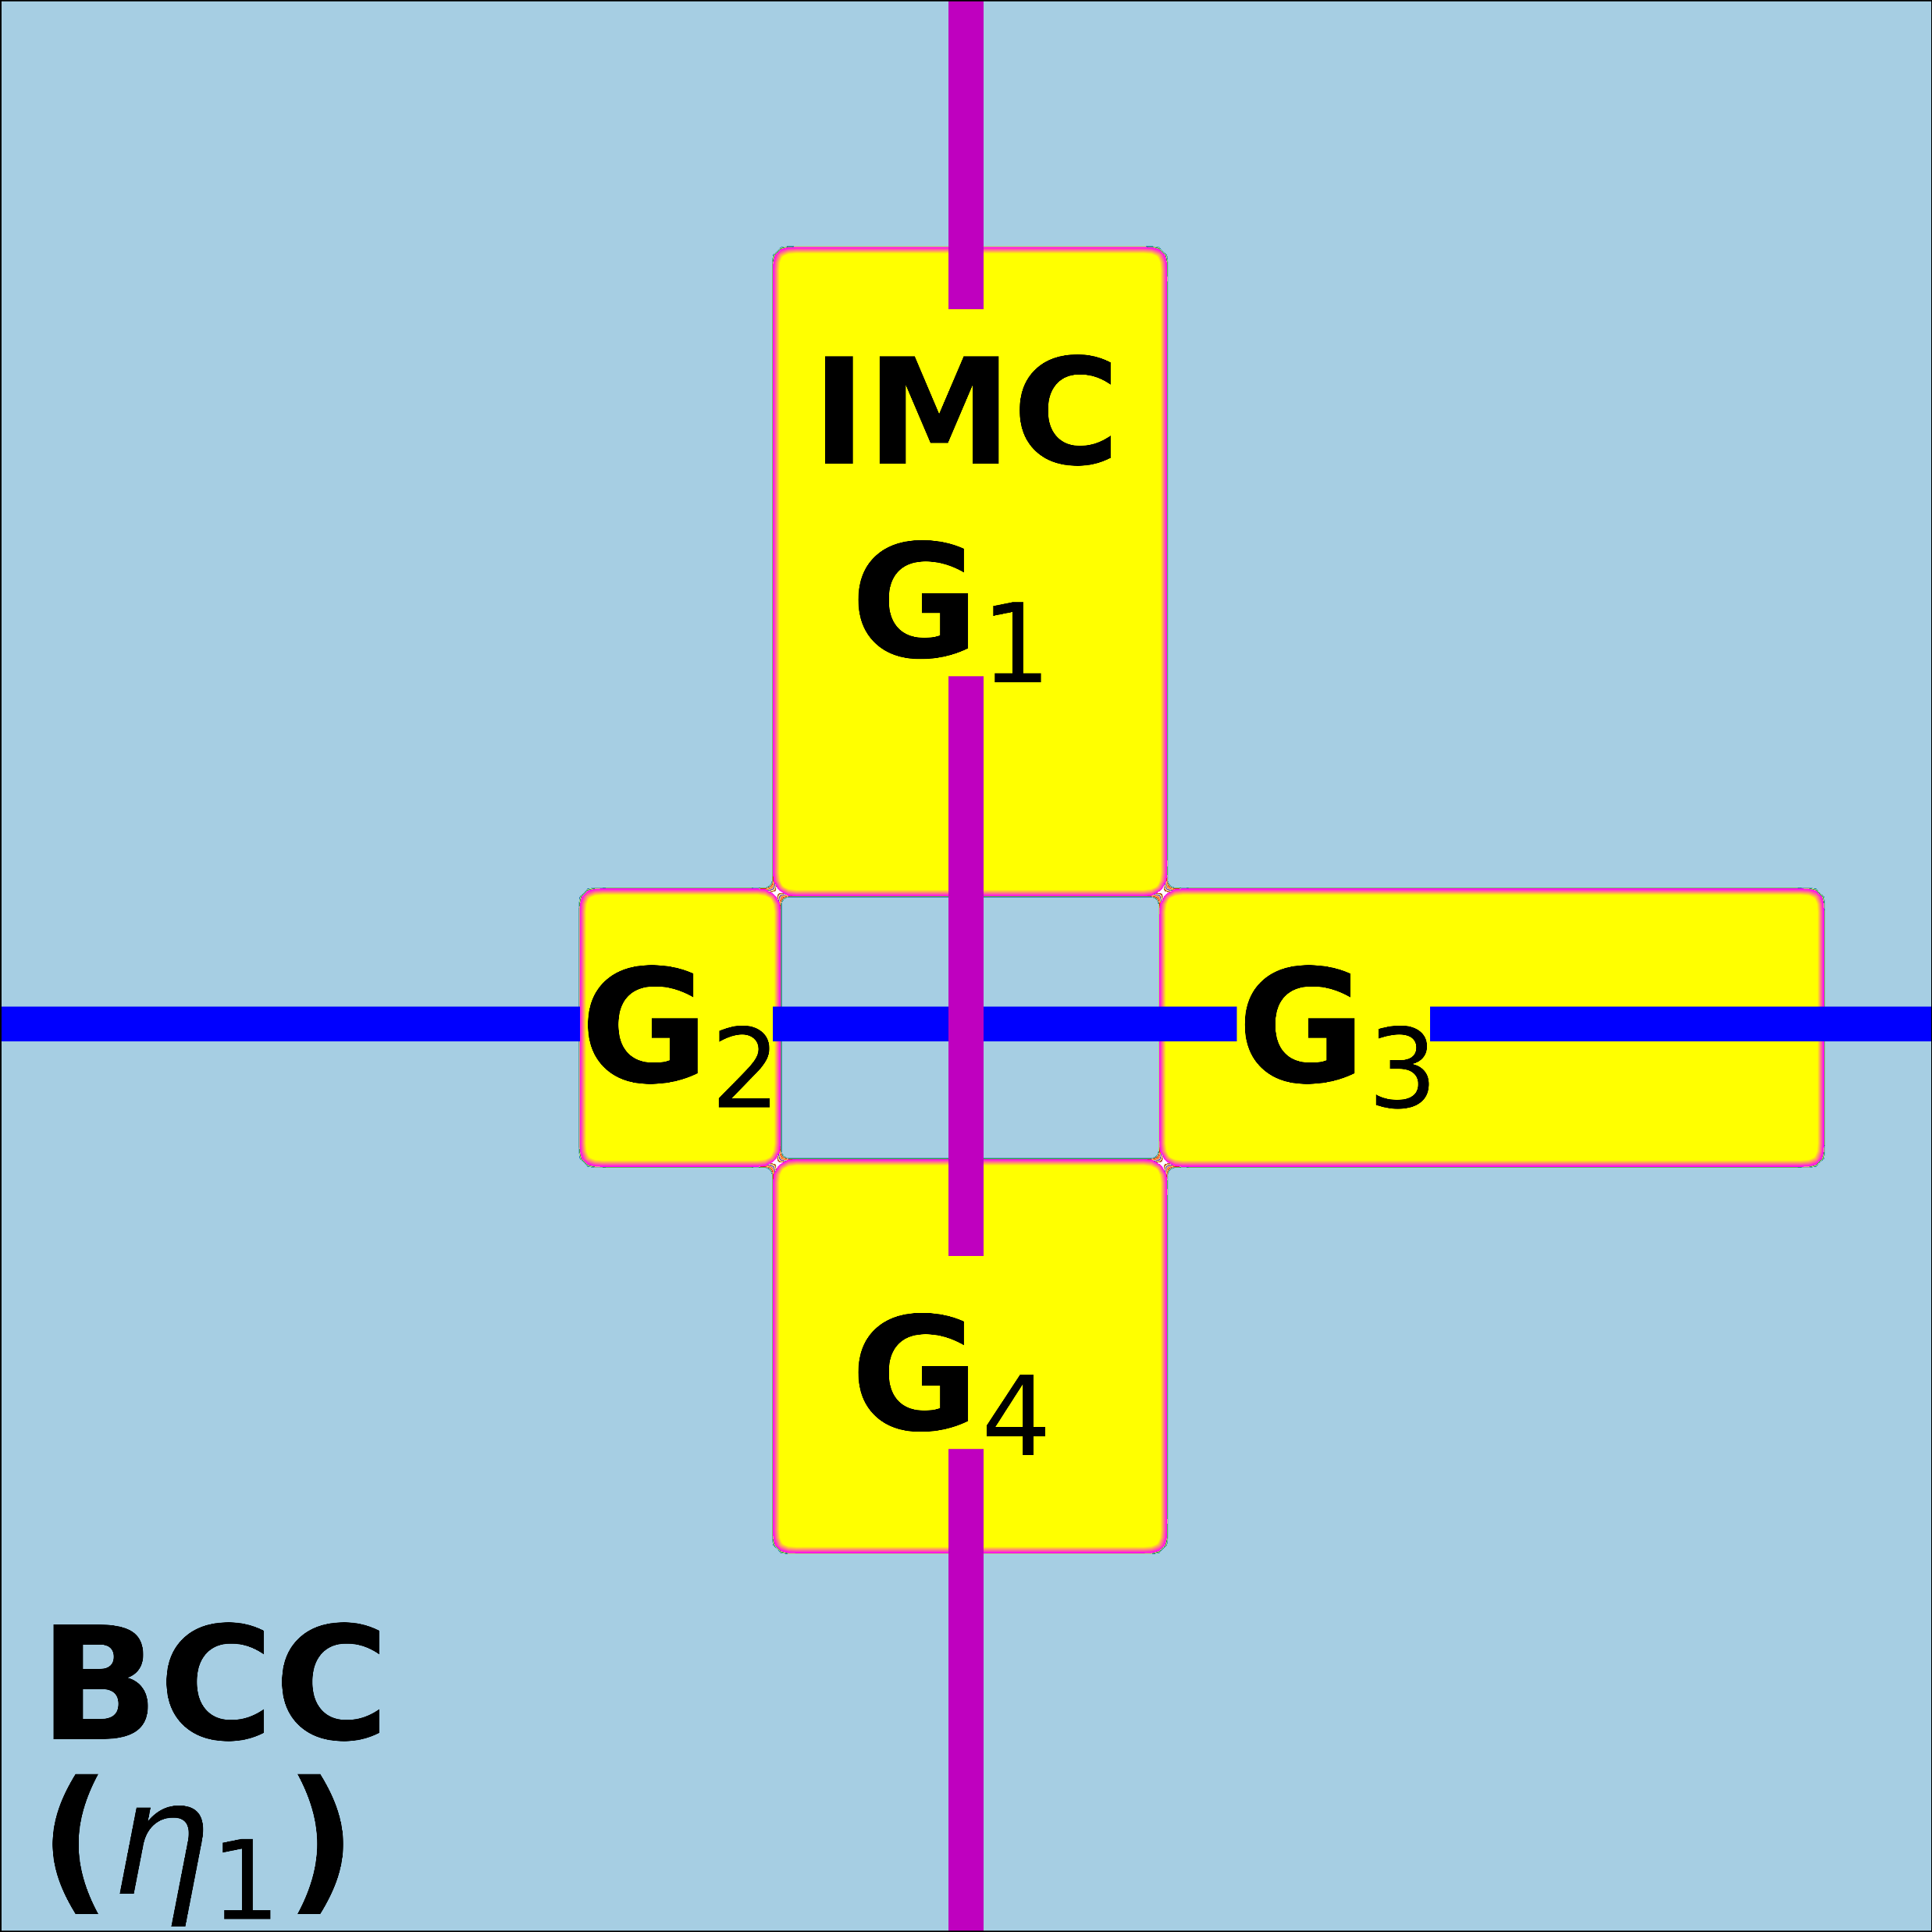 IMC
G₁
G₂
G₃
G₄
BCC
(η₁)